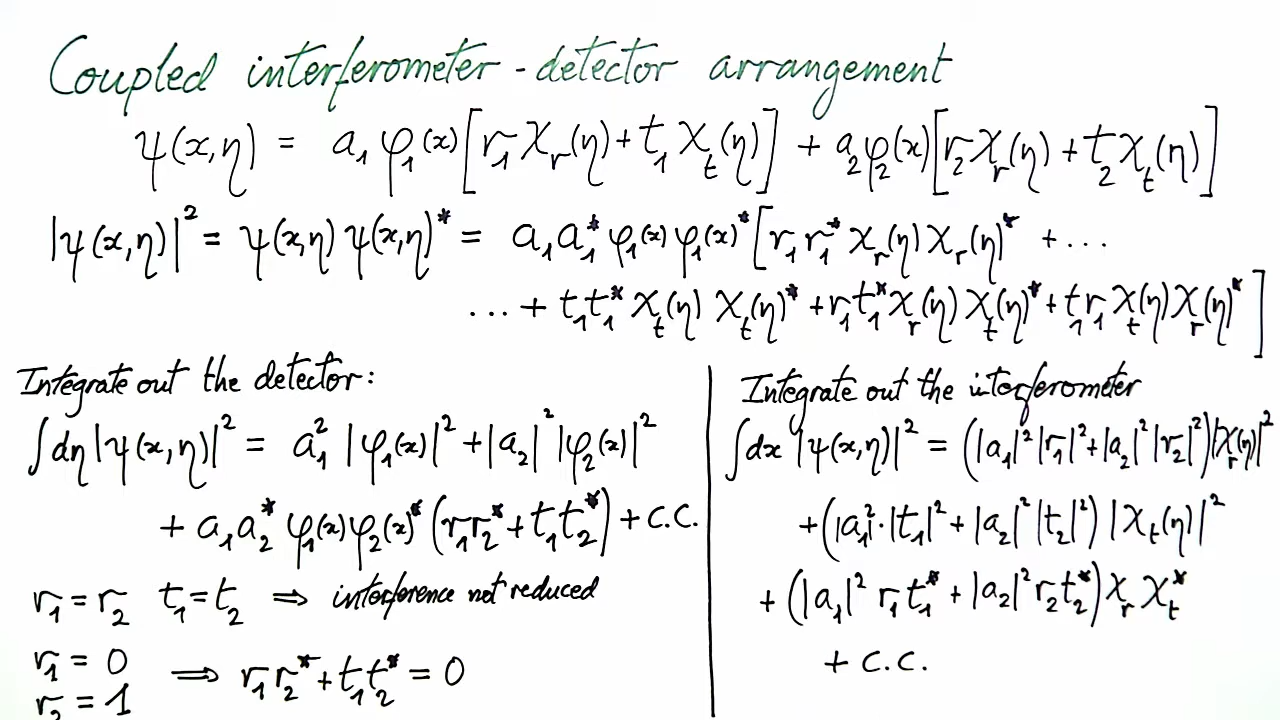 Coupled interferometer - detector arrangement
ψ(x,η) = a₁φ₁(x)[r₁χᵣ(η)+t₁χₜ(η)] + a₂φ₂(x)[r₂χᵣ(η)+t₂χₜ(η)]
|ψ(x,η)|² = ψ(x,η)ψ(x,η)* = a₁a₁*φ₁(x)φ₁(x)*[r₁r₁*χᵣ(η)χᵣ(η)* + ...
... + t₁t₁*χₜ(η)χₜ(η)* + r₁t₁*χᵣ(η)χₜ(η)* + t₁r₁χₜ(η)χᵣ(η)*]
Integrate out the detector:
∫dη|ψ(x,η)|² = a₁²|φ₁(x)|² + |a₂|²|φ₂(x)|²
+ a₁a₂*φ₁(x)φ₂(x)*(r₁r₂*+t₁t₂*) + c.c.
r₁=r₂ t₁=t₂ ⇒ interference not reduced
r₁ = 0
r₂ = 1 ⇒ r₁r₂*+t₁t₂* = 0
Integrate out the interferometer
∫dx|ψ(x,η)|² = (|a₁|²|r₁|²+|a₂|²|r₂|²)|χᵣ(η)|²
+(|a₁|²·|t₁|²+|a₂|²|t₂|²)|χₜ(η)|²
+(|a₁|²r₁t₁*+|a₂|²r₂t₂*)χᵣχₜ*
+ c.c.